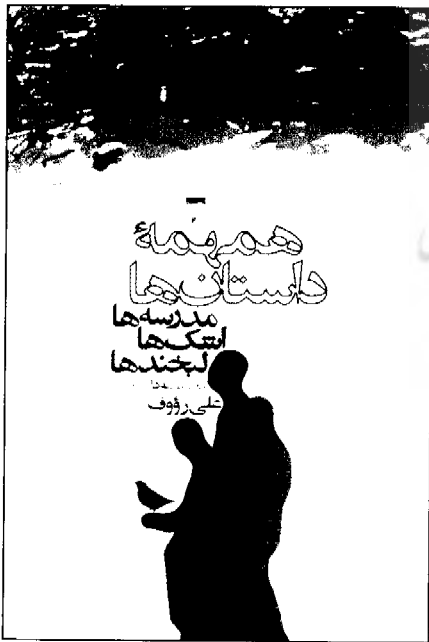 همهمهٔ
داستان‌ها
مدرسه‌ها
اشک‌ها
لبخندها
علی رؤوف